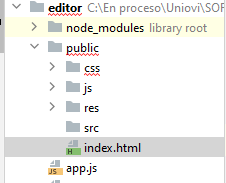 editor C:\En proceso\Uniovi\SOF
node_modules library root
public
css
js
res
src
index.html
app.js